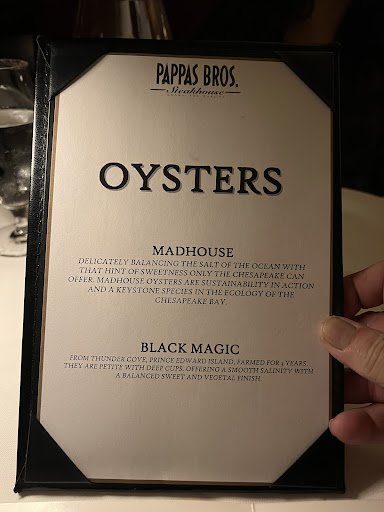 PAPPAS BROS.
Steakhouse
OYSTERS
MADHOUSE
DELICATELY BALANCING THE SALT OF THE OCEAN WITH
THAT HINT OF SWEETNESS ONLY THE CHESAPEAKE CAN
OFFER. MADHOUSE OYSTERS ARE SUSTAINABILITY IN ACTION
AND A KEYSTONE SPECIES IN THE ECOLOGY OF THE
CHESAPEAKE BAY.
BLACK MAGIC
FROM THUNDER COVE, PRINCE EDWARD ISLAND, FARMED FOR 5 YEARS.
THEY ARE PETITE WITH DEEP CUPS, OFFERING A SMOOTH SALINITY WITH
A BALANCED SWEET AND VEGETAL FINISH.